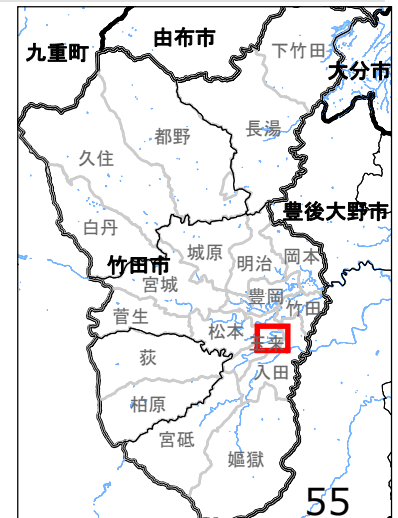 由布市
九重町
下竹田
大分市
長湯
都野
久住
豊後大野市
白丹
城原
岡本
明治
竹田市
宮城
豊岡
竹田
菅生
松本
荻
入田
柏原
宮砥
嫗獄
55